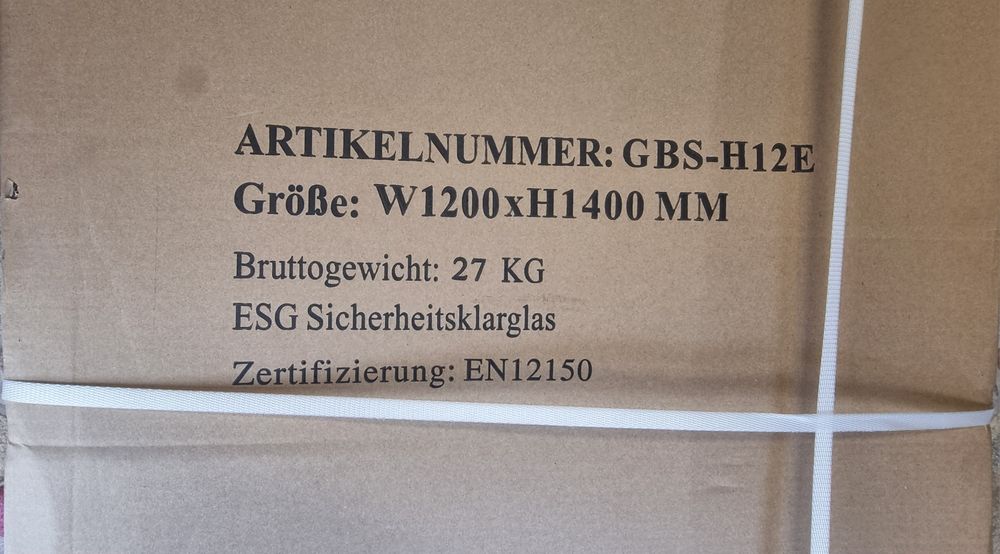 ARTIKELNUMMER: GBS-H12E
Größe: W1200xH1400 MM
Bruttogewicht: 27 KG
ESG Sicherheitsklarglas
Zertifizierung: EN12150